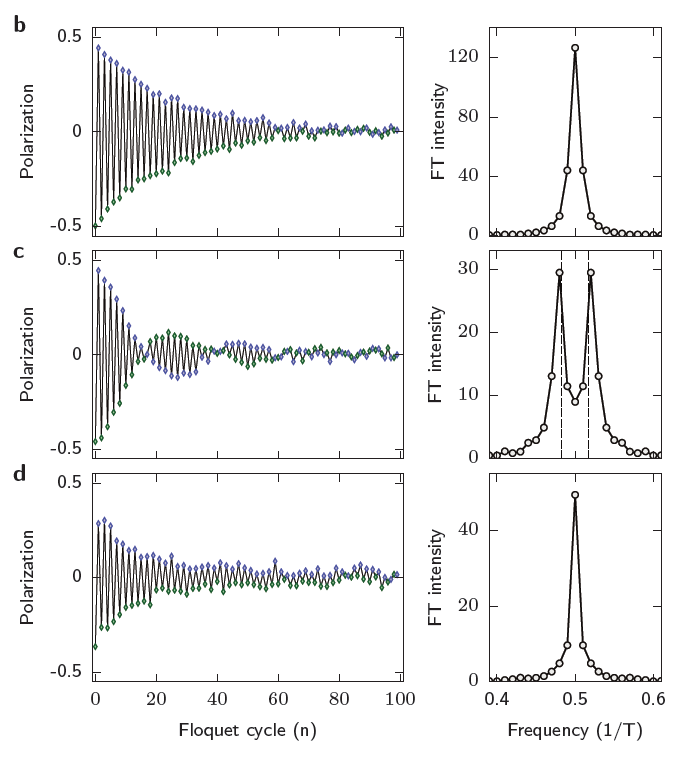 b
0.5
0
-0.5
Polarization
120
80
40
0
FT intensity
c
0.5
0
-0.5
Polarization
30
20
10
0
FT intensity
d
0.5
0
-0.5
Polarization
0 20 40 60 80 100
Floquet cycle (n)
40
20
0
FT intensity
0.4 0.5 0.6
Frequency (1/T)